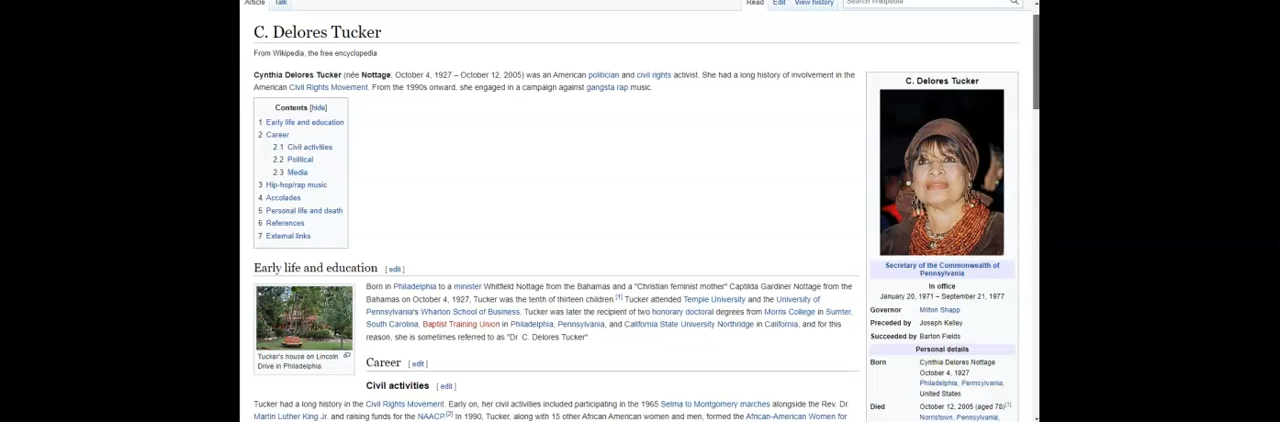 Article Talk Read Edit View history Search Wikipedia
C. Delores Tucker
From Wikipedia, the free encyclopedia
Cynthia Delores Tucker (née Nottage; October 4, 1927 – October 12, 2005) was an American politician and civil rights activist. She had a long history of involvement in the
American Civil Rights Movement. From the 1990s onward, she engaged in a campaign against gangsta rap music.
Contents [hide]
1 Early life and education
2 Career
2.1 Civil activities
2.2 Political
2.3 Media
3 Hip-hop/rap music
4 Accolades
5 Personal life and death
6 References
7 External links
Early life and education [ edit ]
Born in Philadelphia to a minister Whitfield Nottage from the Bahamas and a "Christian feminist mother" Captilda Gardiner Nottage from the
Bahamas on October 4, 1927, Tucker was the tenth of thirteen children.[1] Tucker attended Temple University and the University of
Pennsylvania's Wharton School of Business. Tucker was later the recipient of two honorary doctoral degrees from Morris College in Sumter,
South Carolina, Baptist Training Union in Philadelphia, Pennsylvania, and California State University Northridge in California, and for this
reason, she is sometimes referred to as "Dr. C. Delores Tucker".
Tucker's house on Lincoln
Drive in Philadelphia
Career [ edit ]
Civil activities [ edit ]
Tucker had a long history in the Civil Rights Movement. Early on, her civil activities included participating in the 1965 Selma to Montgomery marches alongside the Rev. Dr.
Martin Luther King Jr. and raising funds for the NAACP.[2] In 1990, Tucker, along with 15 other African American women and men, formed the African-American Women for
C. Delores Tucker
Secretary of the Commonwealth of
Pennsylvania
In office
January 20, 1971 – September 21, 1977
Governor Milton Shapp
Preceded by Joseph Kelley
Succeeded by Barton Fields
Personal details
Born Cynthia Delores Nottage
October 4, 1927
Philadelphia, Pennsylvania,
United States
Died October 12, 2005 (aged 78)[1]
Norristown, Pennsylvania,